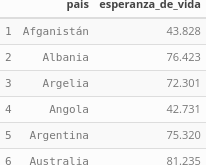 país esperanza_de_vida
1 Afganistán 43.828
2 Albania 76.423
3 Argelia 72.301
4 Angola 42.731
5 Argentina 75.320
6 Australia 81.235